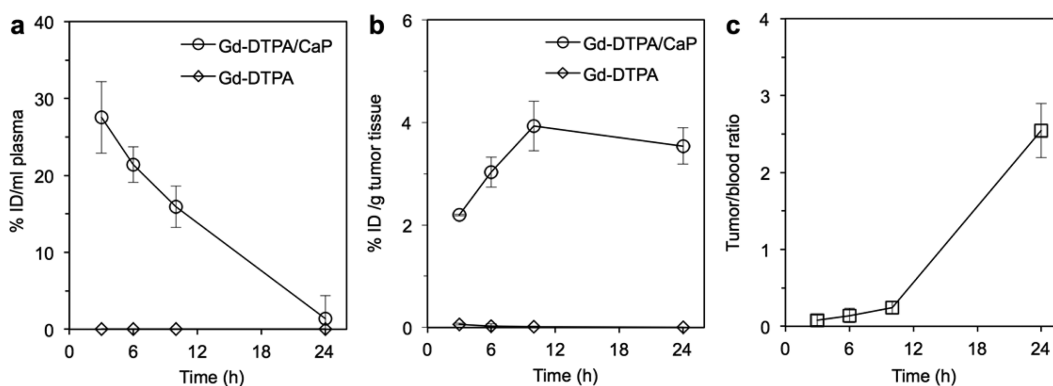 a
% ID/ml plasma
40
30
20
10
0
Gd-DTPA/CaP
Gd-DTPA
0 6 12 18 24
Time (h)
b
% ID /g tumor tissue
6
4
2
0
Gd-DTPA/CaP
Gd-DTPA
0 6 12 18 24
Time (h)
c
Tumor/blood ratio
4
3
2
1
0
0 6 12 18 24
Time (h)